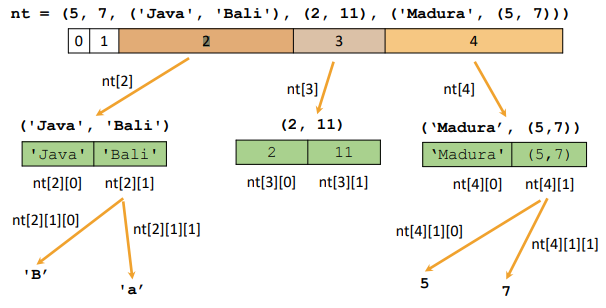 nt = (5, 7, ('Java', 'Bali'), (2, 11), ('Madura', (5, 7)))
0 1 2 3 4
nt[2] nt[3] nt[4]
('Java', 'Bali') (2, 11) (‘Madura’, (5,7))
'Java' 'Bali' 2 11 ‘Madura' (5,7)
nt[2][0] nt[2][1] nt[3][0] nt[3][1] nt[4][0] nt[4][1]
nt[2][1][0] nt[2][1][1] nt[4][1][0] nt[4][1][1]
'B’ 'a’ 5 7